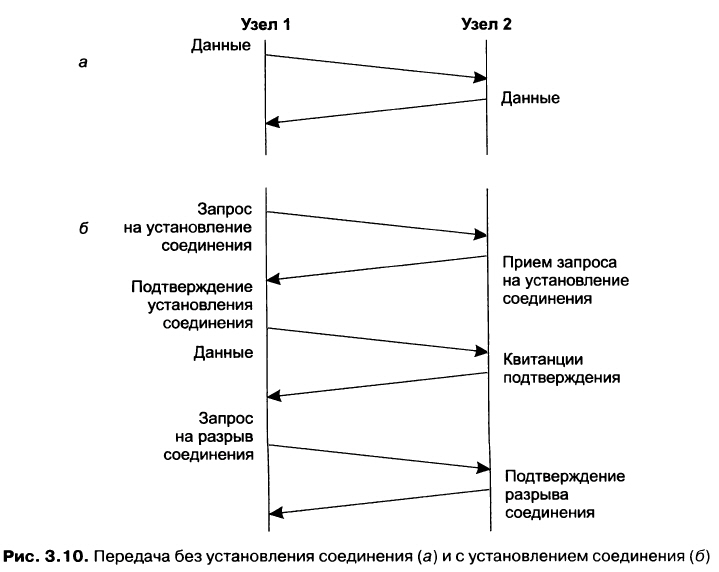 Узел 1
Узел 2
Данные
а
Данные
Запрос
на установление
соединения
б
Прием запроса
на установление
соединения
Подтверждение
установления
соединения
Данные
Квитанции
подтверждения
Запрос
на разрыв
соединения
Подтверждение
разрыва
соединения
Рис. 3.10. Передача без установления соединения (а) и с установлением соединения (б)